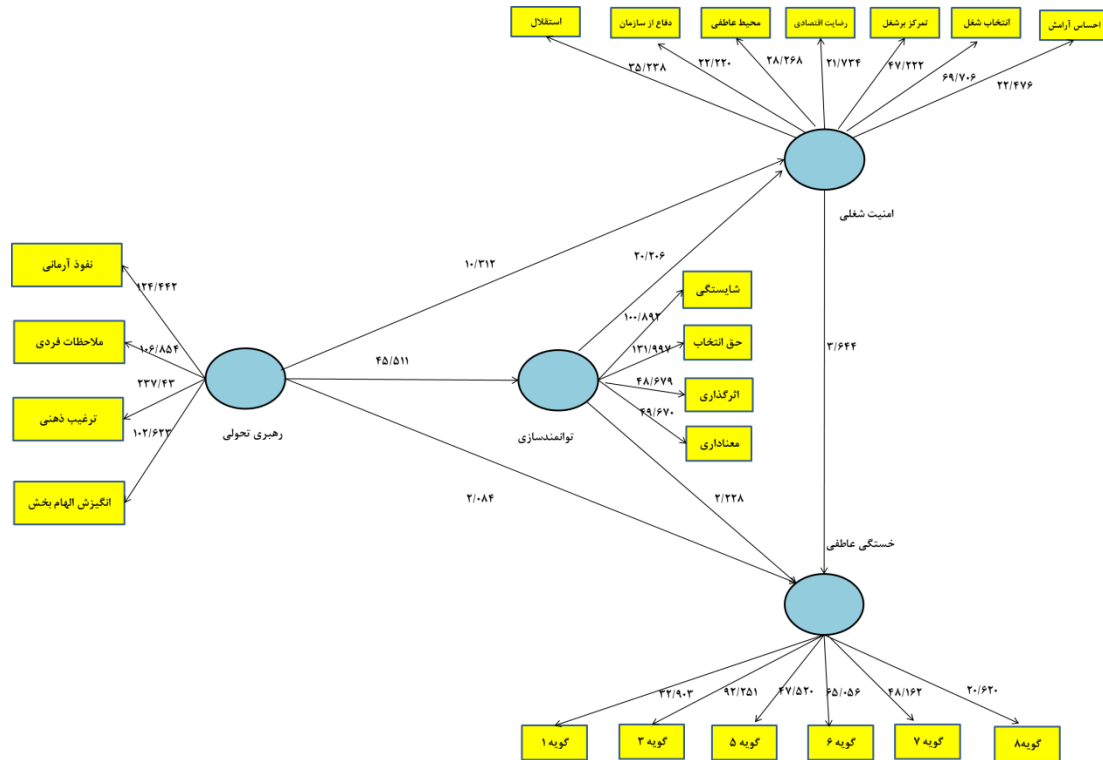 استقلال
دفاع از سازمان
محیط عاطفی
رضایت اقتصادی
تمرکز برشغل
انتخاب شغل
احساس آرامش
۳۵/۲۳۸
۲۲/۲۲۰
۲۸/۲۶۸
۲۱/۷۳۴
۴۷/۲۲۲
۶۹/۷۰۶
۲۲/۴۷۶
امنیت شغلی
نفوذ آرمانی
۱۲۴/۴۴۲
ملاحظات فردی
۱۰۶/۸۵۴
ترغیب ذهنی
۲۳۷/۴۳
انگیزش الهام بخش
۱۰۲/۶۲۳
رهبری تحولی
۱۰/۳۱۲
۲۰/۲۰۶
۴۵/۵۱۱
توانمندسازی
شایستگی
۱۰۰/۸۹۲
حق انتخاب
۱۳۱/۹۹۷
اثرگذاری
۴۸/۶۷۹
معناداری
۴۹/۶۷۰
۳/۶۴۴
۲/۰۸۴
۲/۲۲۸
خستگی عاطفی
۳۲/۹۰۳
۹۲/۲۵۱
۴۷/۵۲۰
۶۵/۰۵۶
۴۸/۱۶۲
۲۰/۶۲۰
گویه ۱
گویه ۳
گویه ۵
گویه ۶
گویه ۷
گویه۸